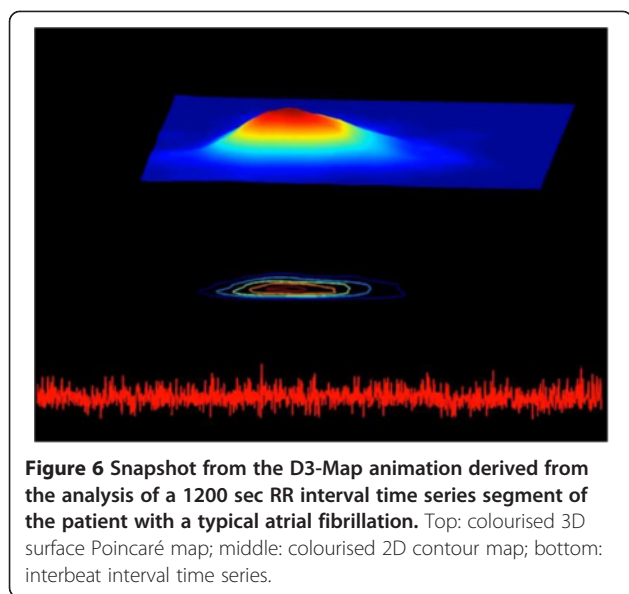 Figure 6 Snapshot from the D3-Map animation derived from
the analysis of a 1200 sec RR interval time series segment of
the patient with a typical atrial fibrillation. Top: colourised 3D
surface Poincaré map; middle: colourised 2D contour map; bottom:
interbeat interval time series.